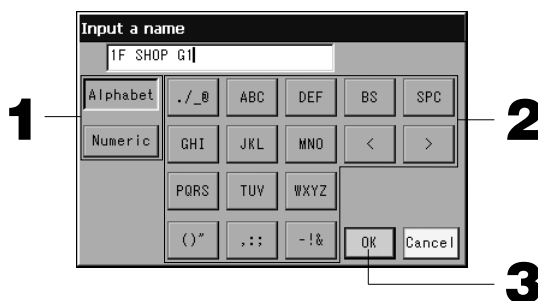 Input a name
1F SHOP G1
Alphabet ./_@ ABC DEF BS SPC
1 2
Numeric GHI JKL MNO < >
PQRS TUV WXYZ
()" ,:; -!& OK Cancel
3